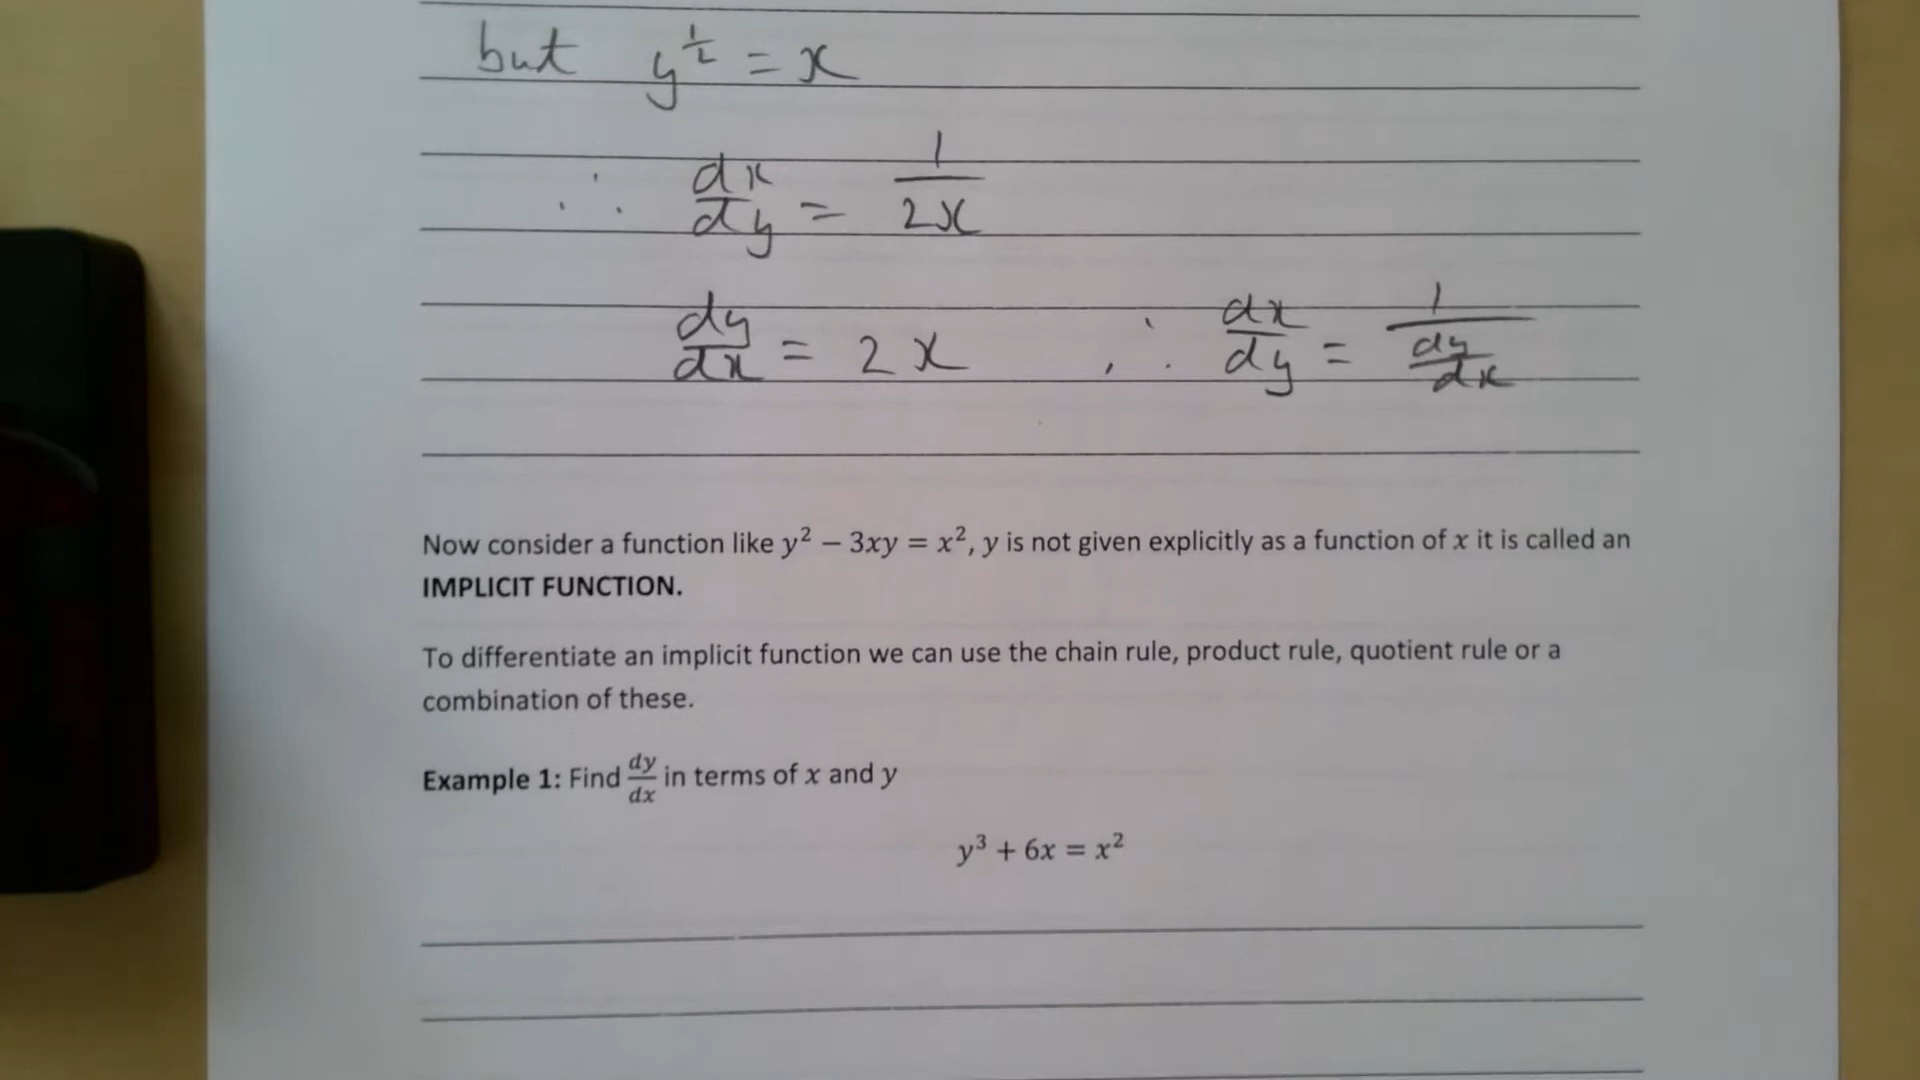 but y^½ = x
∴ dx/dy = 1/2x
dy/dx = 2x ∴ dx/dy = 1/(dy/dx)
Now consider a function like y² − 3xy = x², y is not given explicitly as a function of x it is called an
IMPLICIT FUNCTION.
To differentiate an implicit function we can use the chain rule, product rule, quotient rule or a
combination of these.
Example 1: Find dy/dx in terms of x and y
y³ + 6x = x²